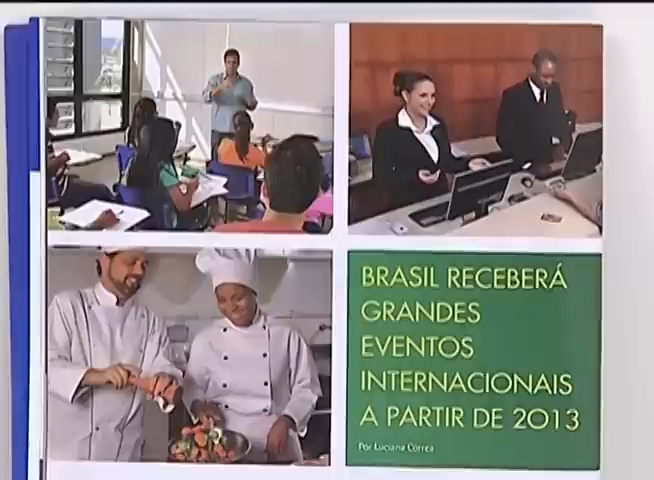 BRASIL RECEBERÁ
GRANDES
EVENTOS
INTERNACIONAIS
A PARTIR DE 2013
Por Luciana Correa